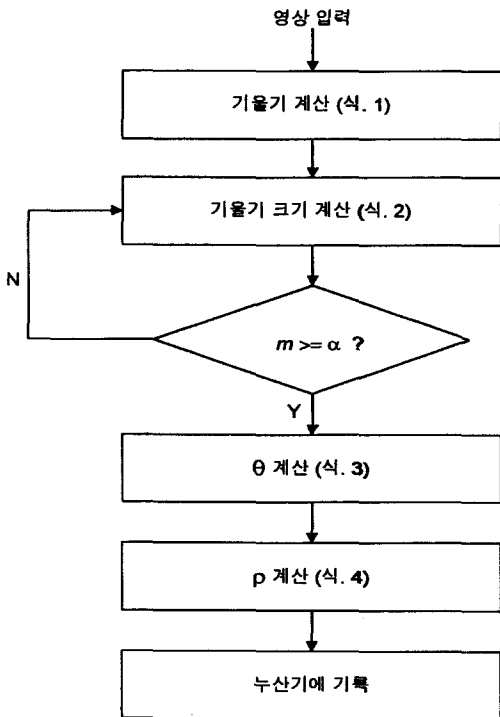 영상 입력
기울기 계산 (식. 1)
기울기 크기 계산 (식. 2)
N
m >= α ?
Y
θ 계산 (식. 3)
ρ 계산 (식. 4)
누산기에 기록